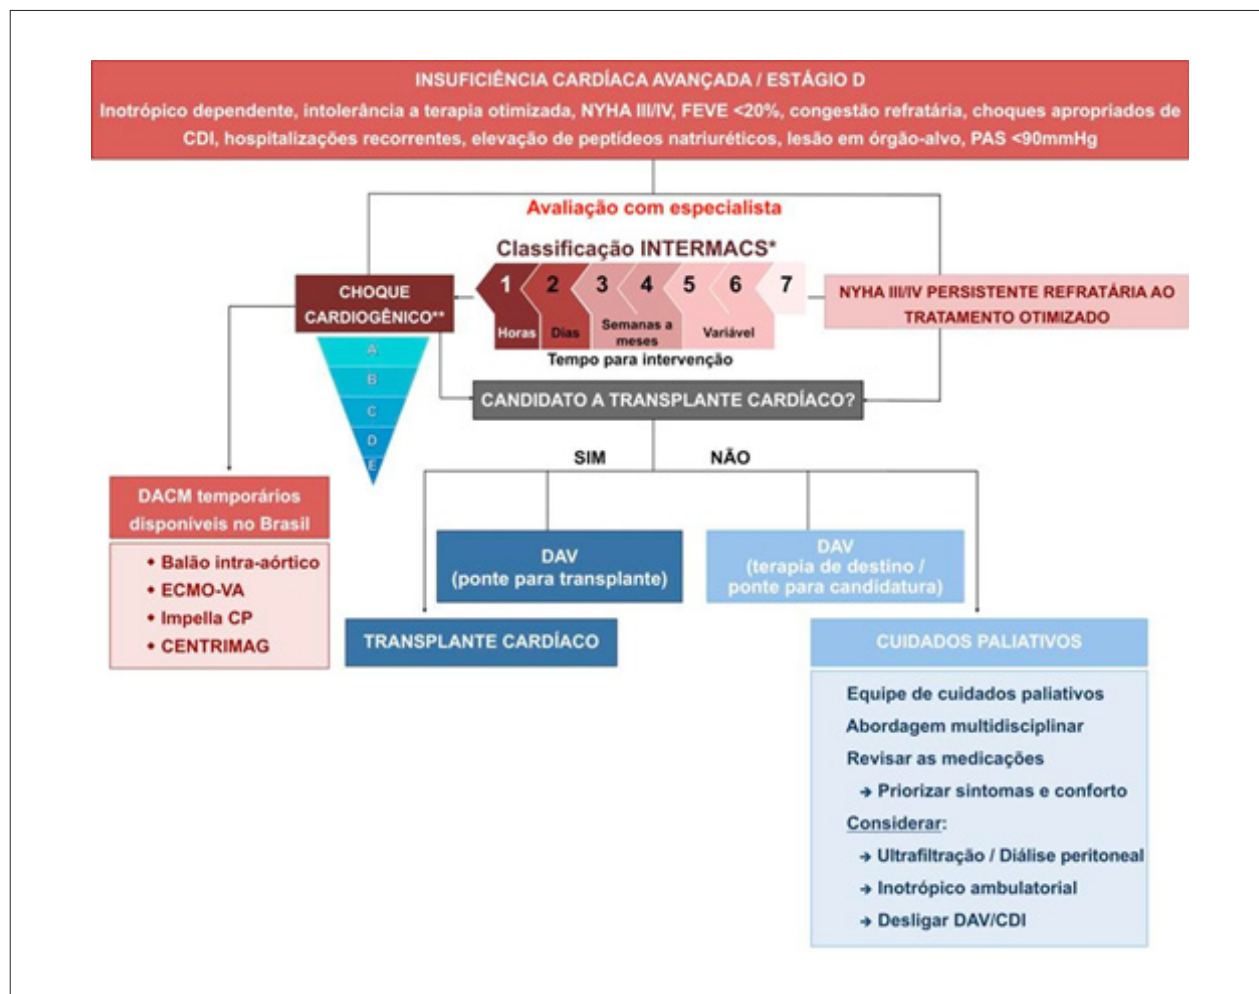 INSUFICIÊNCIA CARDÍACA AVANÇADA / ESTÁGIO D
Inotrópico dependente, intolerância a terapia otimizada, NYHA III/IV, FEVE <20%, congestão refratária, choques apropriados de
CDI, hospitalizações recorrentes, elevação de peptídeos natriuréticos, lesão em órgão-alvo, PAS <90mmHg
Avaliação com especialista
Classificação INTERMACS*
CHOQUE
CARDIOGÊNICO**
1 2 3 4 5 6 7
Horas
Dias
Semanas a
meses
Variável
Tempo para intervenção
NYHA III/IV PERSISTENTE REFRATÁRIA AO
TRATAMENTO OTIMIZADO
A
B
C
D
E
CANDIDATO A TRANSPLANTE CARDÍACO?
SIM
NÃO
DACM temporários
disponíveis no Brasil
• Balão intra-aórtico
• ECMO-VA
• Impella CP
• CENTRIMAG
DAV
(ponte para transplante)
DAV
(terapia de destino /
ponte para candidatura)
TRANSPLANTE CARDÍACO
CUIDADOS PALIATIVOS
Equipe de cuidados paliativos
Abordagem multidisciplinar
Revisar as medicações
→ Priorizar sintomas e conforto
Considerar:
→ Ultrafiltração / Diálise peritoneal
→ Inotrópico ambulatorial
→ Desligar DAV/CDI